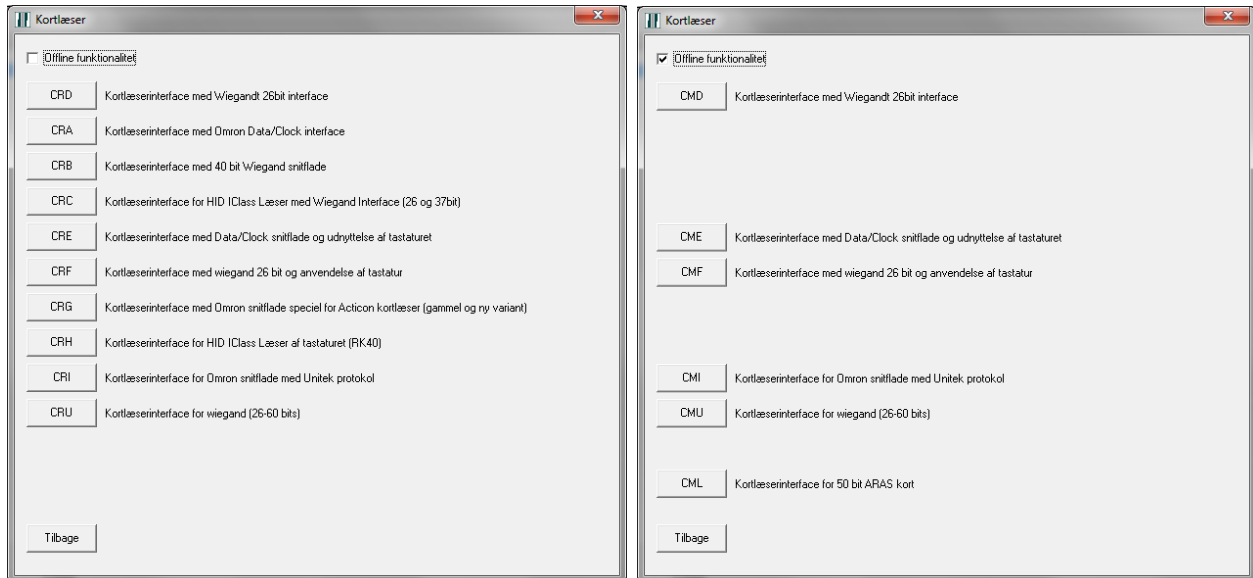 Kortlæser
Offline funktionalitet
CRD Kortlæserinterface med Wiegandt 26bit interface
CRA Kortlæserinterface med Omron Data/Clock interface
CRB Kortlæserinterface med 40 bit Wiegand snitflade
CRC Kortlæserinterface for HID IClass Læser med Wiegand Interface (26 og 37bit)
CRE Kortlæserinterface med Data/Clock snitflade og udnyttelse af tastaturet
CRF Kortlæserinterface med wiegand 26 bit og anvendelse af tastatur
CRG Kortlæserinterface med Omron snitflade speciel for Acticon kortlæser (gammel og ny variant)
CRH Kortlæserinterface for HID IClass Læser af tastaturet (RK40)
CRI Kortlæserinterface for Omron snitflade med Unitek protokol
CRU Kortlæserinterface for wiegand (26-60 bits)
Tilbage
Kortlæser
Offline funktionalitet
CMD Kortlæserinterface med Wiegandt 26bit interface
CME Kortlæserinterface med Data/Clock snitflade og udnyttelse af tastaturet
CMF Kortlæserinterface med wiegand 26 bit og anvendelse af tastatur
CMI Kortlæserinterface for Omron snitflade med Unitek protokol
CMU Kortlæserinterface for wiegand (26-60 bits)
CML Kortlæserinterface for 50 bit ARAS kort
Tilbage